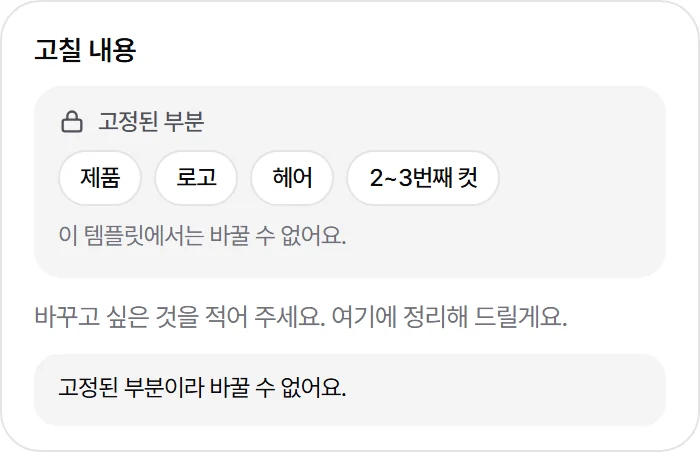 고칠 내용
고정된 부분
제품 로고 헤어 2~3번째 컷
이 템플릿에서는 바꿀 수 없어요.
바꾸고 싶은 것을 적어 주세요. 여기에 정리해 드릴게요.
고정된 부분이라 바꿀 수 없어요.